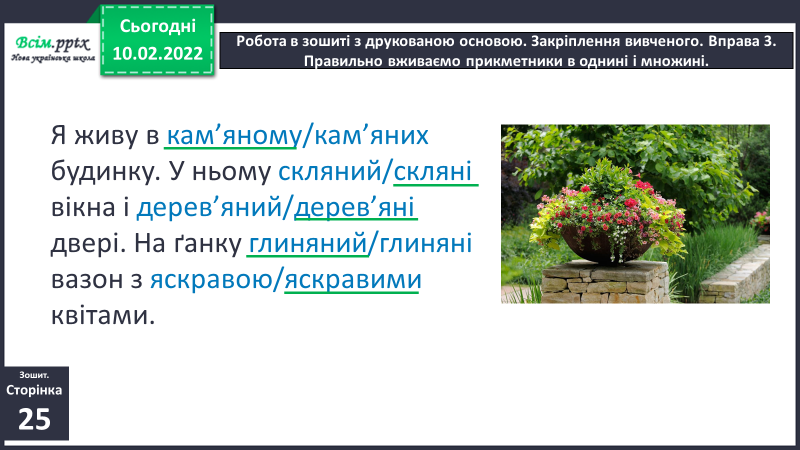 Всім.pptx
Нова українська школа
Сьогодні
10.02.2022
Робота в зошиті з друкованою основою. Закріплення вивченого. Вправа 3.
Правильно вживаємо прикметники в однині і множині.
Я живу в кам’яному/кам’яних
будинку. У ньому скляний/скляні
вікна і дерев’яний/дерев’яні
двері. На ґанку глиняний/глиняні
вазон з яскравою/яскравими
квітами.
Зошит.
Сторінка
25